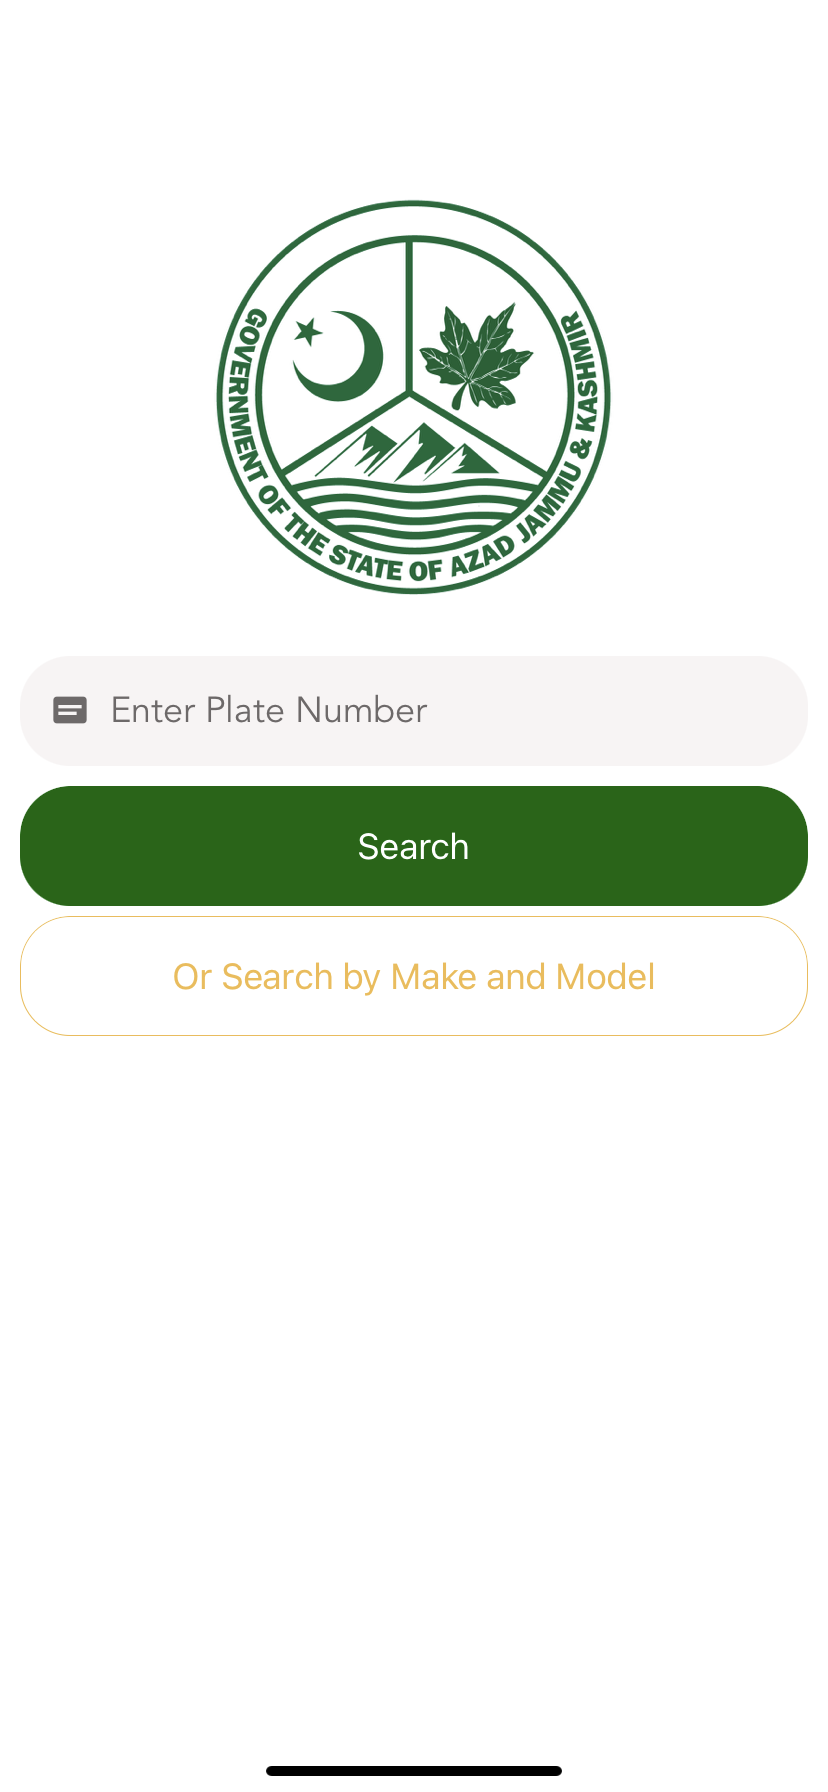 GOVERNMENT OF THE STATE OF AZAD JAMMU & KASHMIR
Enter Plate Number
Search
Or Search by Make and Model